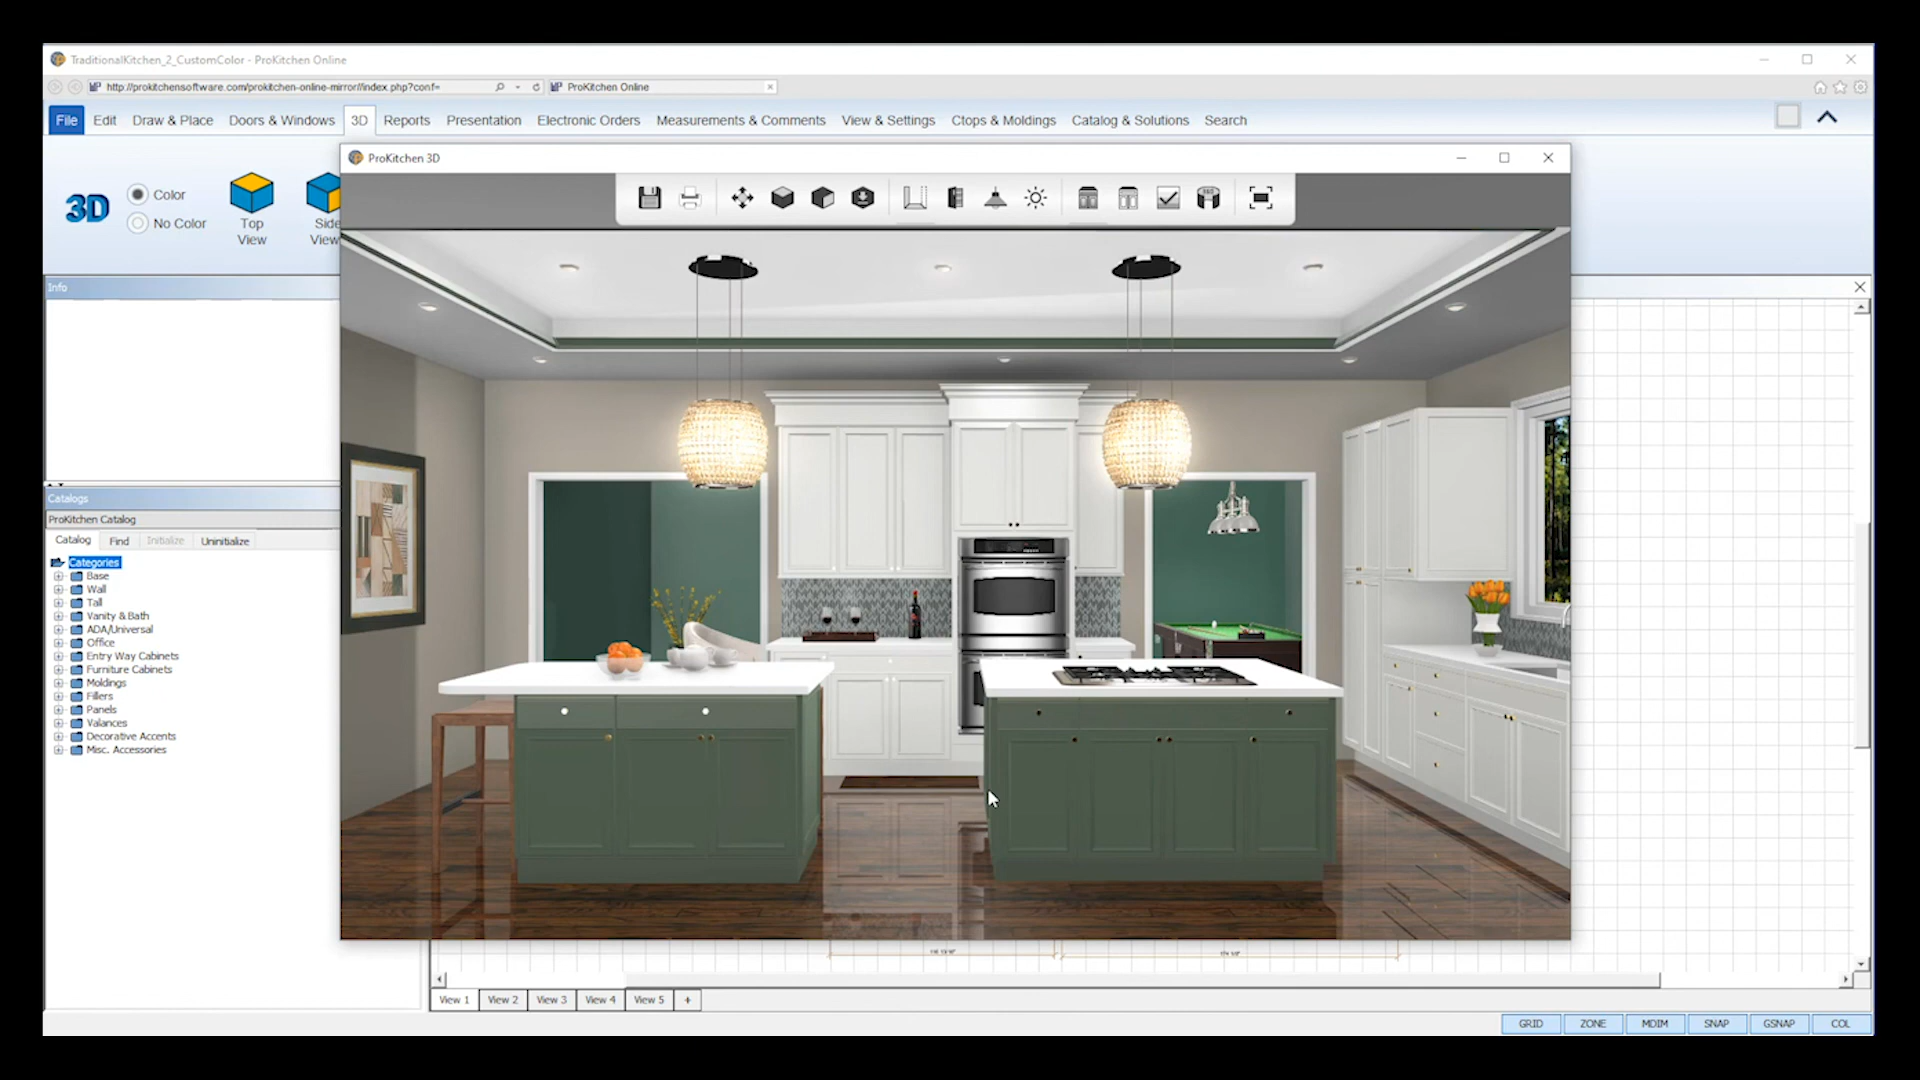 TraditionalKitchen_2_CustomColor - ProKitchen Online
http://prokitchensoftware.com/prokitchen-online-mirror//index.php?conf=
ProKitchen Online
File Edit Draw & Place Doors & Windows 3D Reports Presentation Electronic Orders Measurements & Comments View & Settings Ctops & Moldings Catalog & Solutions Search
ProKitchen 3D
3D
Color
No Color
Top
View
Side
View
360
Info
Catalogs
ProKitchen Catalog
Catalog Find Initialize Uninitialize
Categories
Base
Wall
Tall
Vanity & Bath
ADA/Universal
Office
Entry Way Cabinets
Furniture Cabinets
Moldings
Fillers
Panels
Valances
Decorative Accents
Misc. Accessories
View 1 View 2 View 3 View 4 View 5 +
GRID ZONE MDIM SNAP GSNAP COL